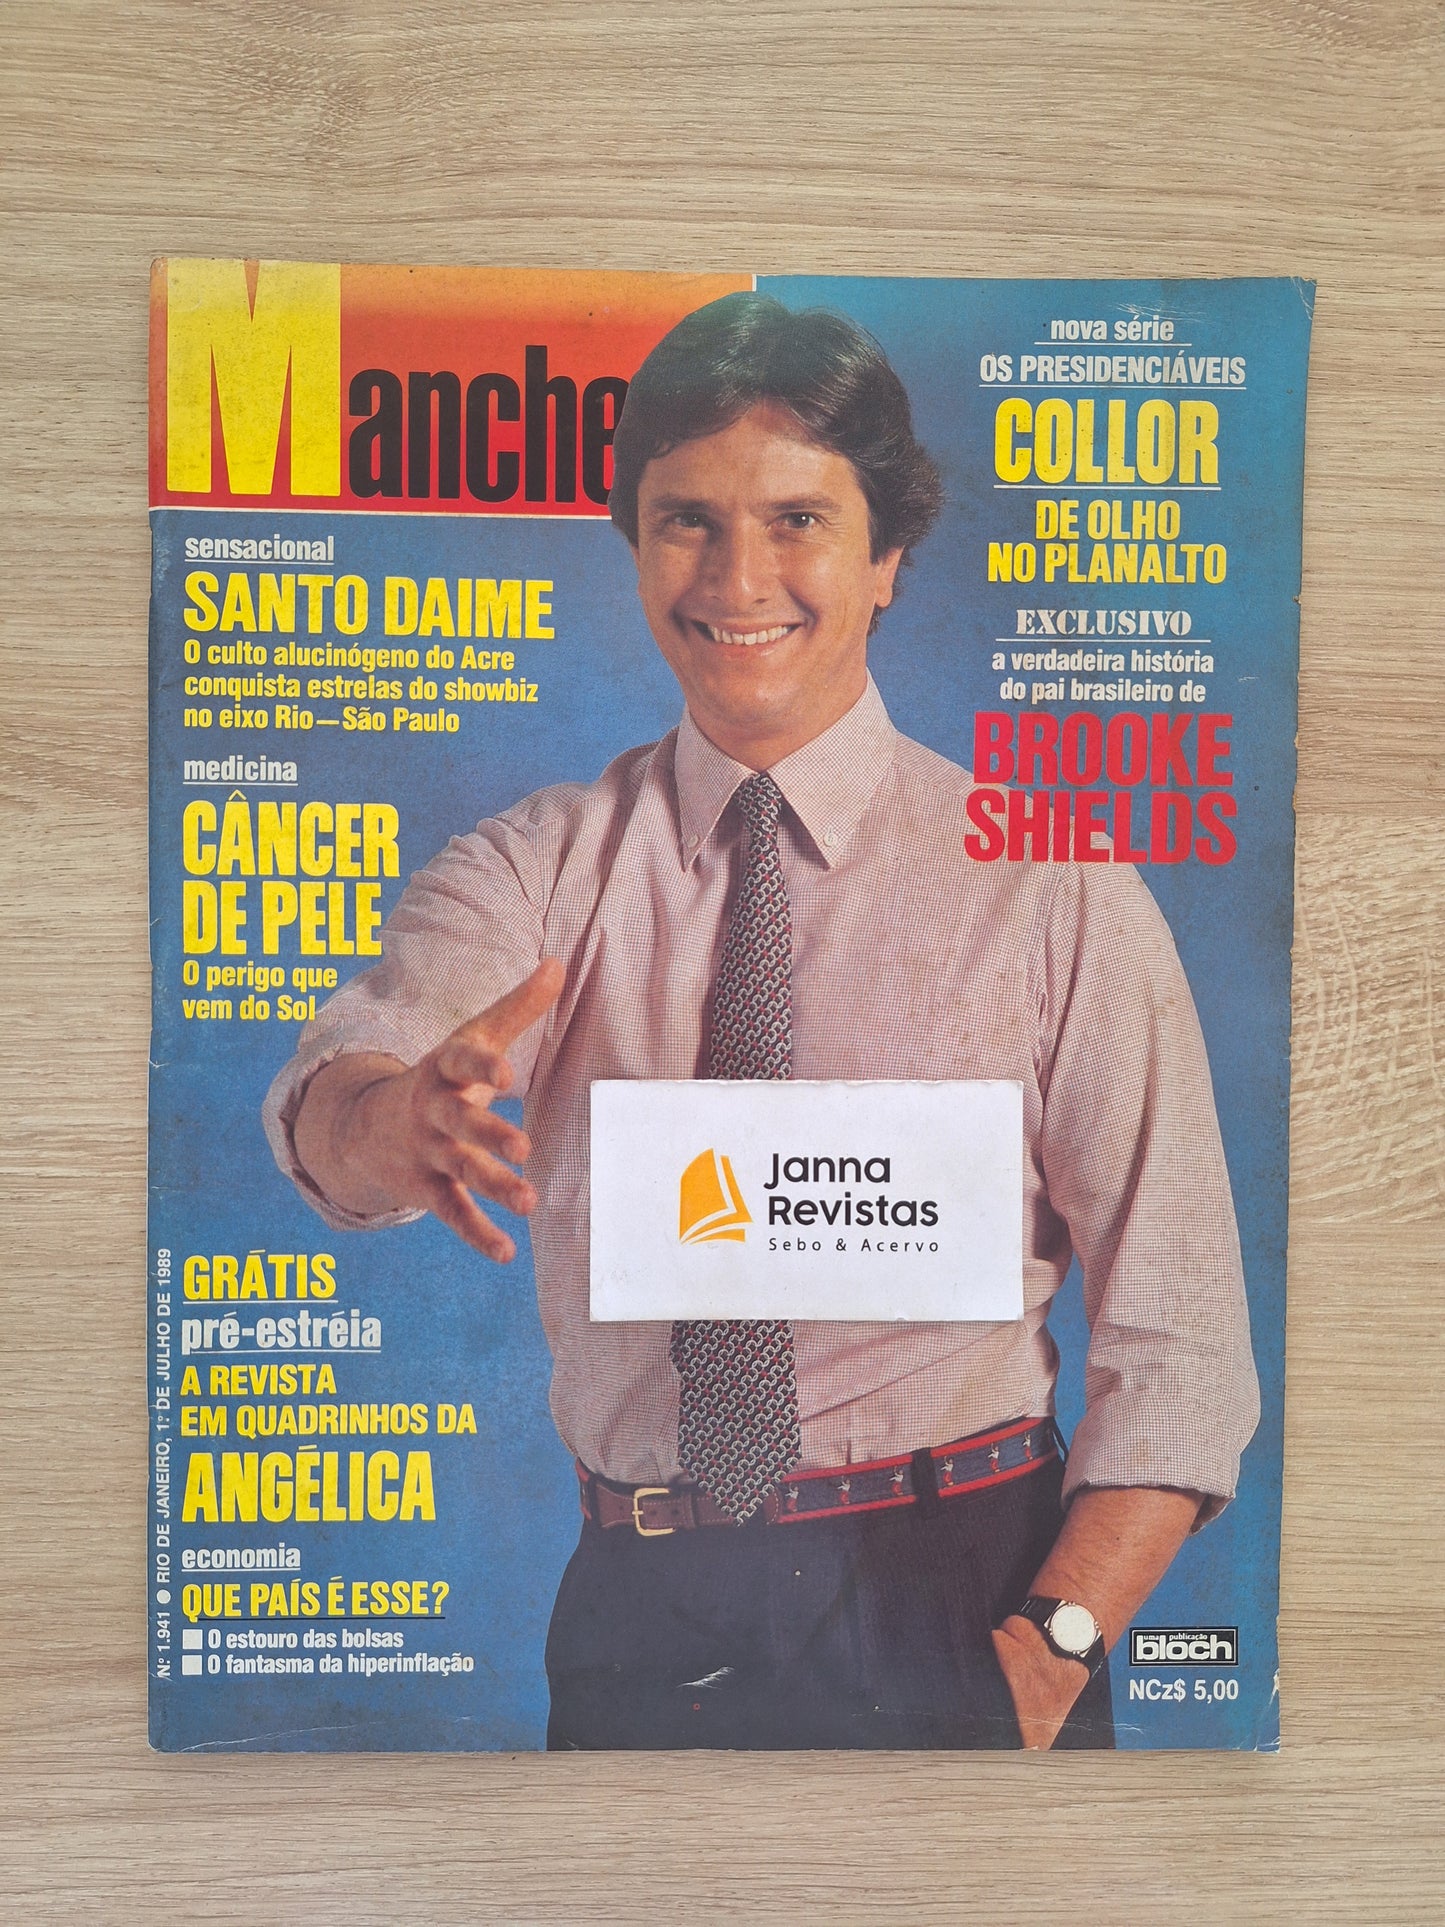 Manche
nova série
OS PRESIDENCIÁVEIS
COLLOR
DE OLHO
NO PLANALTO
EXCLUSIVO
a verdadeira história
do pai brasileiro de
BROOKE
SHIELDS
sensacional
SANTO DAIME
O culto alucinógeno do Acre
conquista estrelas do showbiz
no eixo Rio—São Paulo
medicina
CÂNCER
DE PELE
O perigo que
vem do Sol
Janna
Revistas
Sebo & Acervo
GRÁTIS
pré-estréia
A REVISTA
EM QUADRINHOS DA
ANGÉLICA
economia
QUE PAÍS É ESSE?
O estouro das bolsas
O fantasma da hiperinflação
Nº 1.941 ● RIO DE JANEIRO, 1º DE JULHO DE 1989
uma publicação
bloch
NCz$ 5,00